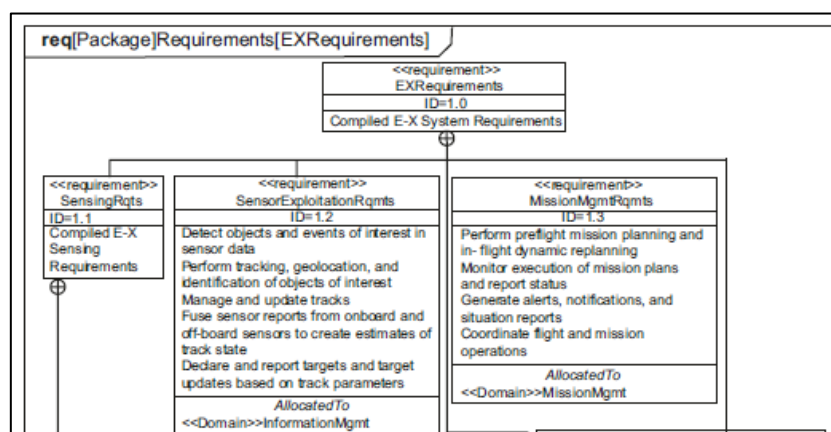 req[Package]Requirements[EXRequirements]
<<requirement>>
EXRequirements
ID=1.0
Compiled E-X System Requirements
<<requirement>>
SensingRqts
ID=1.1
Compiled E-X
Sensing
Requirements
<<requirement>>
SensorExploitationRqmts
ID=1.2
Detect objects and events of interest in
sensor data
Perform tracking, geolocation, and
identification of objects of interest
Manage and update tracks
Fuse sensor reports from onboard and
off-board sensors to create estimates of
track state
Declare and report targets and target
updates based on track parameters
AllocatedTo
<<Domain>>InformationMgmt
<<requirement>>
MissionMgmtRqmts
ID=1.3
Perform preflight mission planning and
in- flight dynamic replanning
Monitor execution of mission plans
and report status
Generate alerts, notifications, and
situation reports
Coordinate flight and mission
operations
AllocatedTo
<<Domain>>MissionMgmt